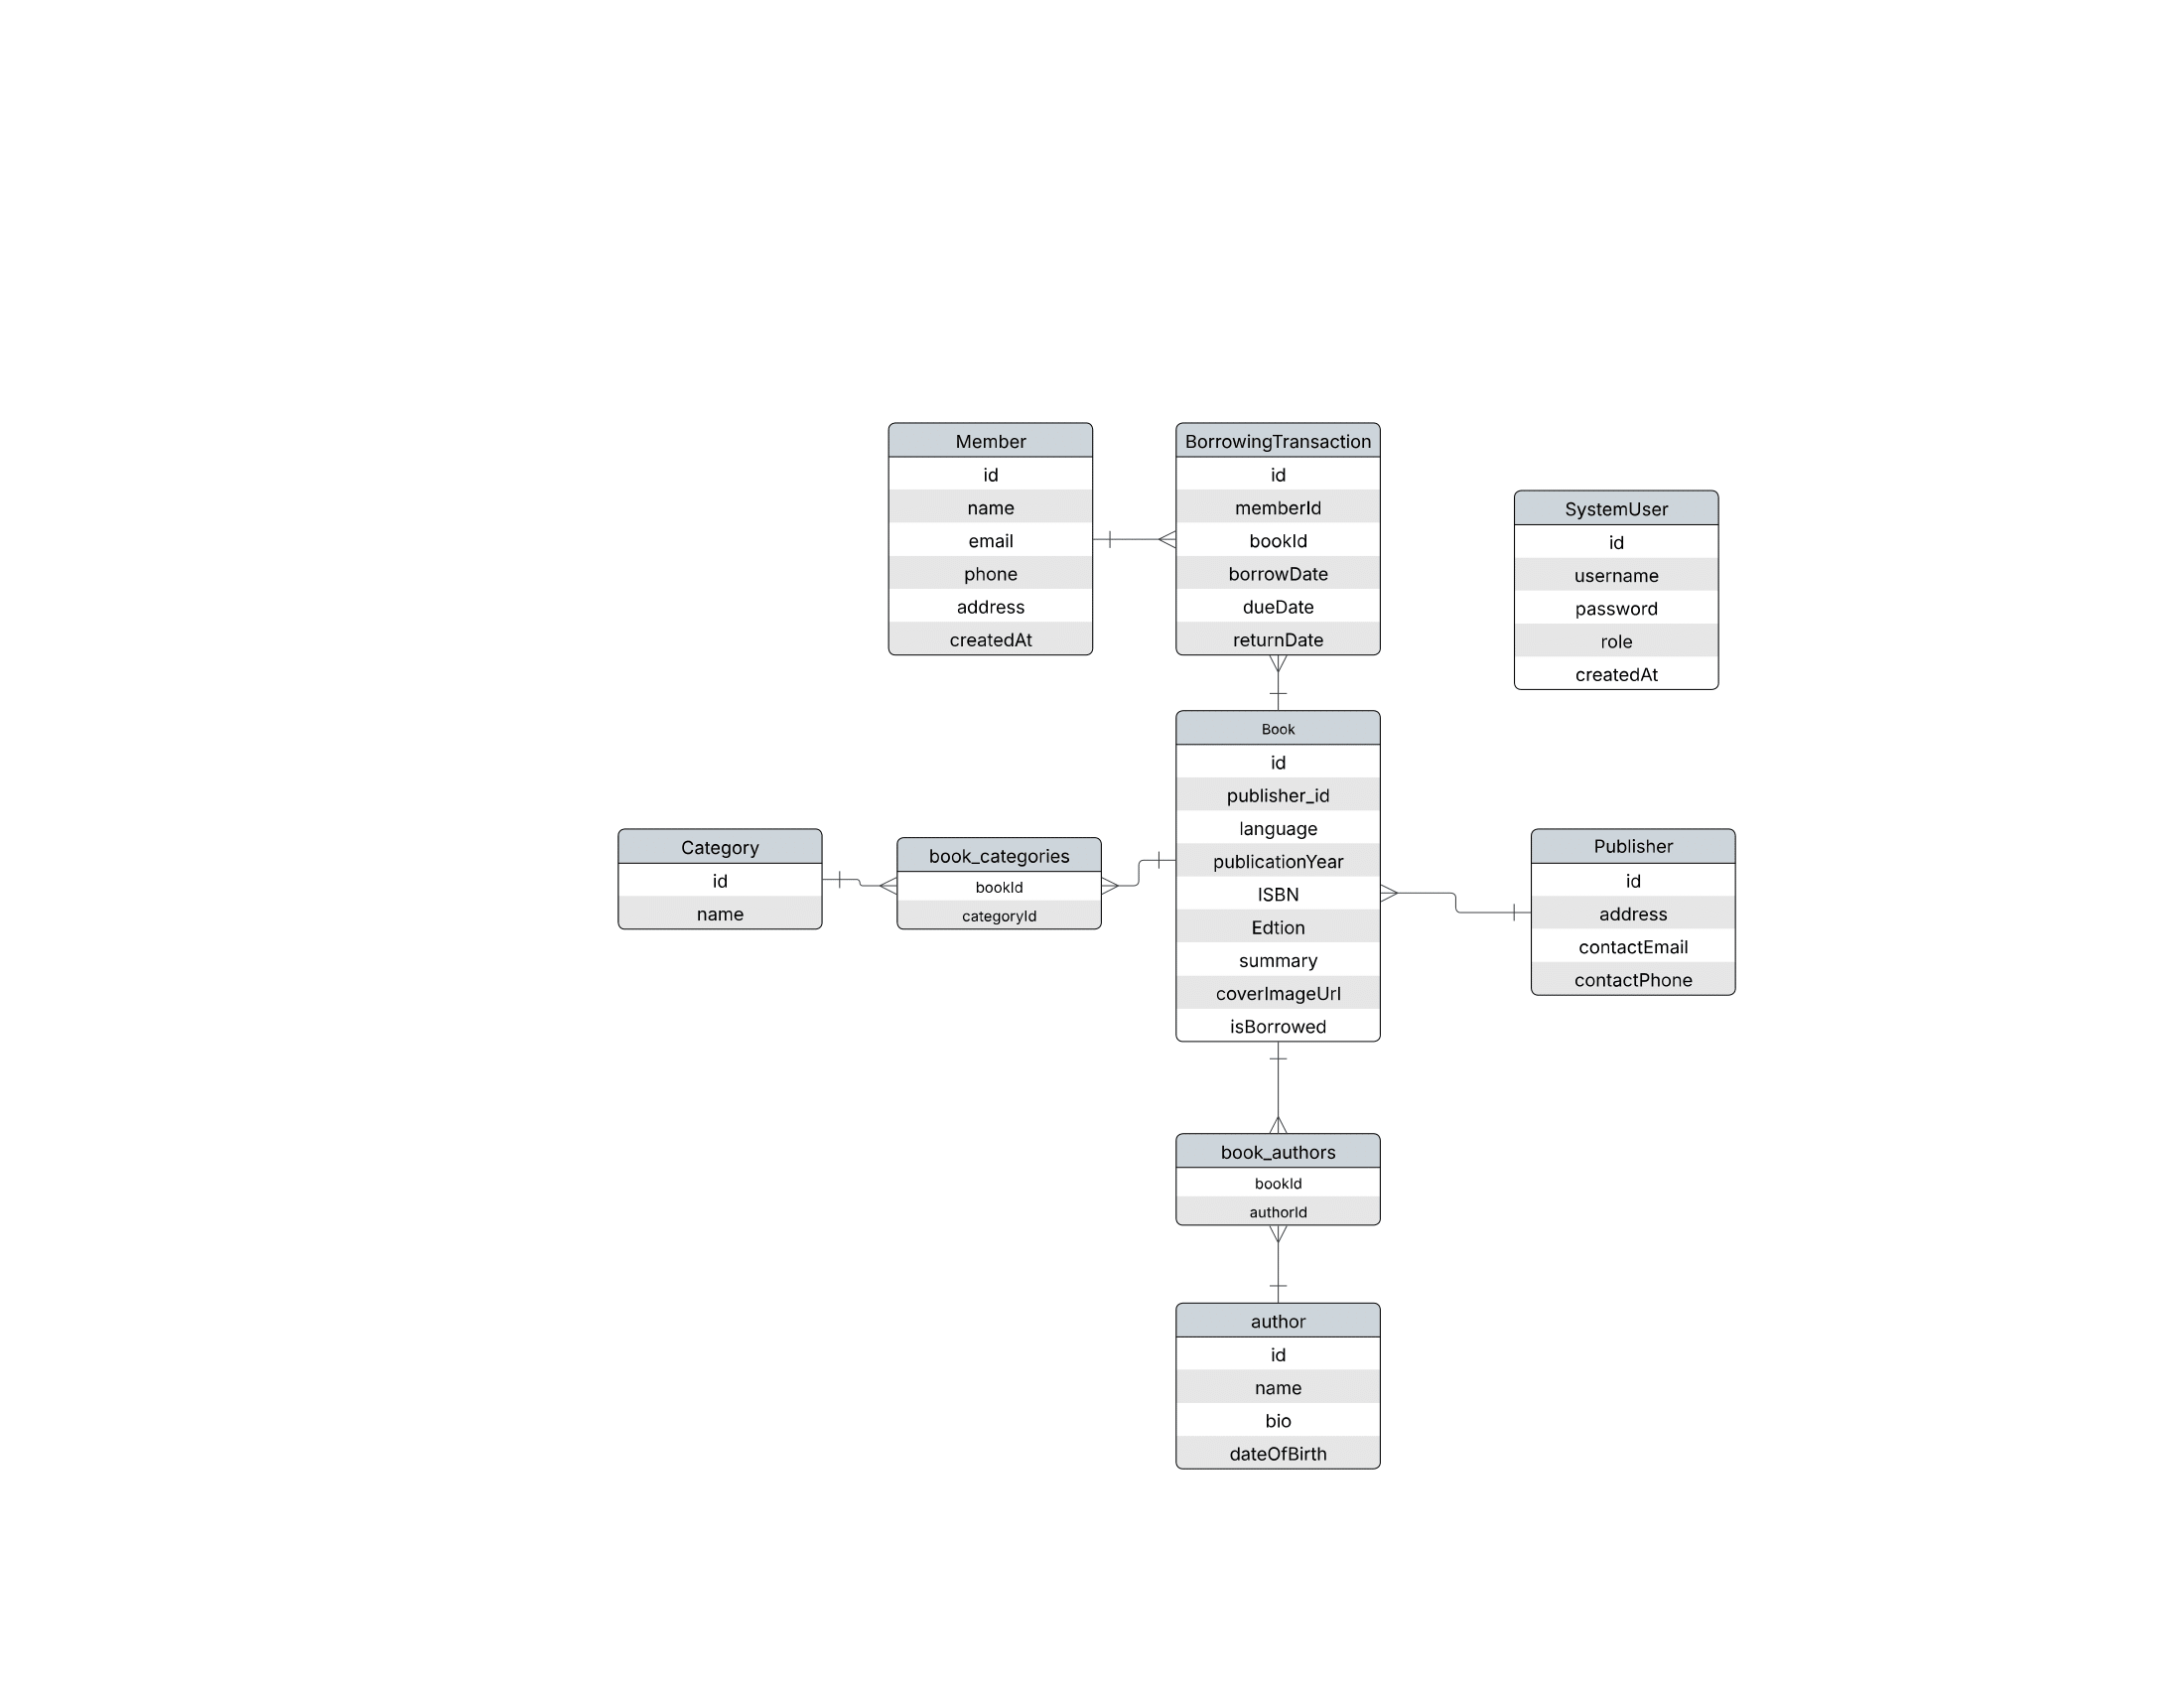 Member
id
name
email
phone
address
createdAt
BorrowingTransaction
id
memberId
bookId
borrowDate
dueDate
returnDate
SystemUser
id
username
password
role
createdAt
Book
id
publisher_id
language
publicationYear
ISBN
Edtion
summary
coverImageUrl
isBorrowed
Category
id
name
book_categories
bookId
categoryId
Publisher
id
address
contactEmail
contactPhone
book_authors
bookId
authorId
author
id
name
bio
dateOfBirth